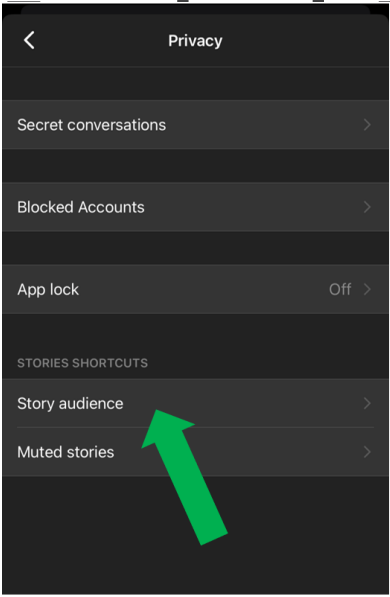 Privacy
Secret conversations
Blocked Accounts
App lock Off
STORIES SHORTCUTS
Story audience
Muted stories